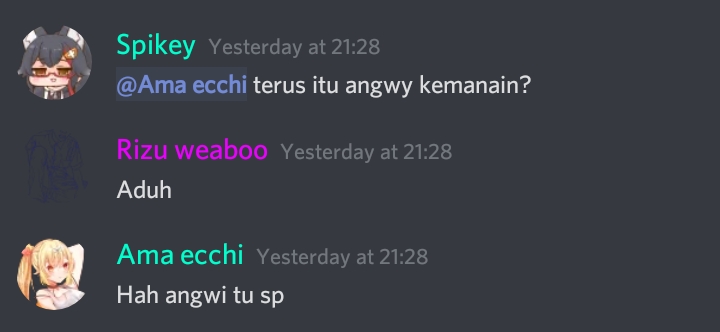 Spikey Yesterday at 21:28
@Ama ecchi terus itu angwy kemanain?
Rizu weaboo Yesterday at 21:28
Aduh
Ama ecchi Yesterday at 21:28
Hah angwi tu sp